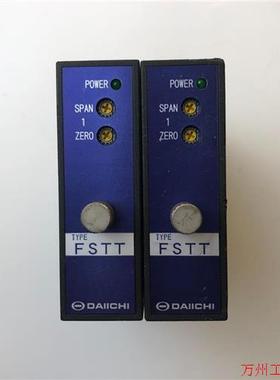 POWER
SPAN
1
ZERO
TYPE
FSTT
DAIICHI
POWER
SPAN
1
ZERO
TYPE
FSTT
DAIICHI
万州工